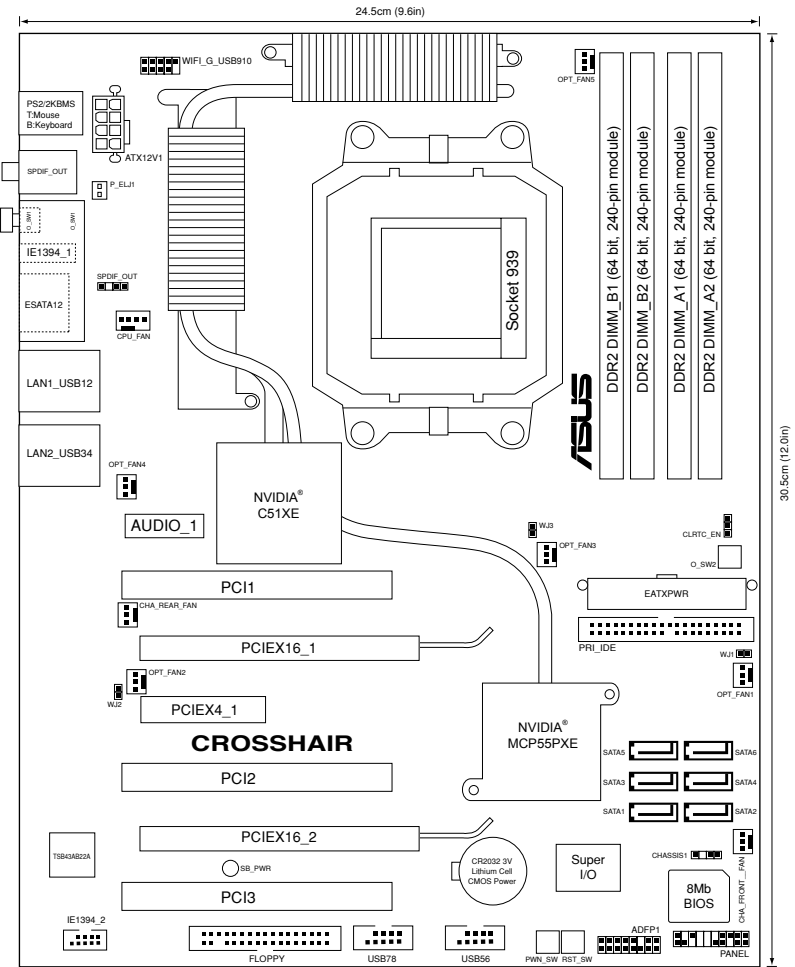 24.5cm (9.6in)
WIFI_G_USB910
OPT_FAN5
PS2/2KBMS
T:Mouse
B:Keyboard
ATX12V1
SPDIF_OUT
P_ELJ1
O_SW1
O_SW1
IE1394_1
SPDIF_OUT
ESATA12
CPU_FAN
Socket 939
DDR2 DIMM_B1 (64 bit, 240-pin module)
DDR2 DIMM_B2 (64 bit, 240-pin module)
DDR2 DIMM_A1 (64 bit, 240-pin module)
DDR2 DIMM_A2 (64 bit, 240-pin module)
ASUS
30.5cm (12.0in)
LAN1_USB12
LAN2_USB34
OPT_FAN4
NVIDIA®
C51XE
AUDIO_1
WJ3
OPT_FAN3
CLRTC_EN
O_SW2
PCI1
EATXPWR
CHA_REAR_FAN
PCIEX16_1
PRI_IDE
WJ1
OPT_FAN2
OPT_FAN1
WJ2
PCIEX4_1
NVIDIA®
MCP55PXE
CROSSHAIR
SATA5
SATA6
PCI2
SATA3
SATA4
SATA1
SATA2
PCIEX16_2
TSB43AB22A
SB_PWR
CR2032 3V
Lithium Cell
CMOS Power
Super
I/O
CHASSIS1
CHA_FRONT_FAN
PCI3
8Mb
BIOS
IE1394_2
FLOPPY
USB78
USB56
PWN_SW
RST_SW
ADFP1
PANEL